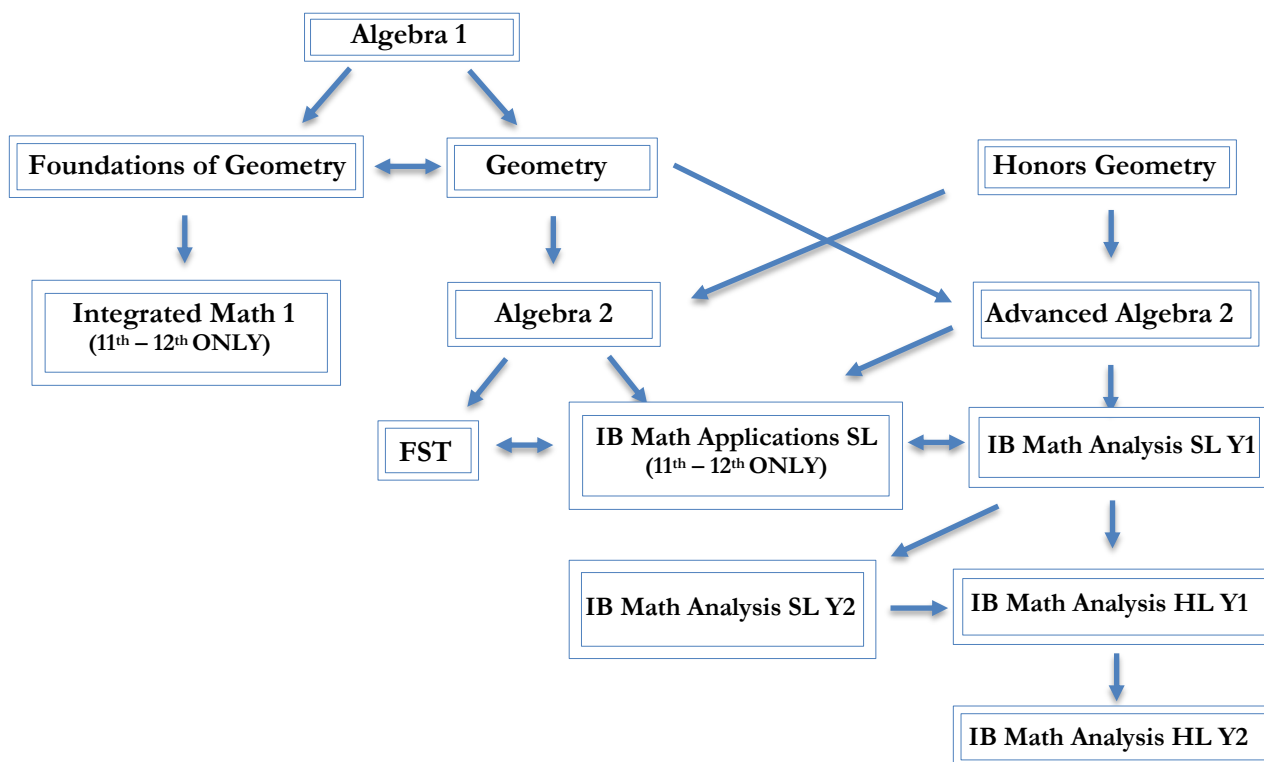 Algebra 1
Foundations of Geometry
Geometry
Honors Geometry
Integrated Math 1
(11th – 12th ONLY)
Algebra 2
Advanced Algebra 2
FST
IB Math Applications SL
(11th – 12th ONLY)
IB Math Analysis SL Y1
IB Math Analysis SL Y2
IB Math Analysis HL Y1
IB Math Analysis HL Y2